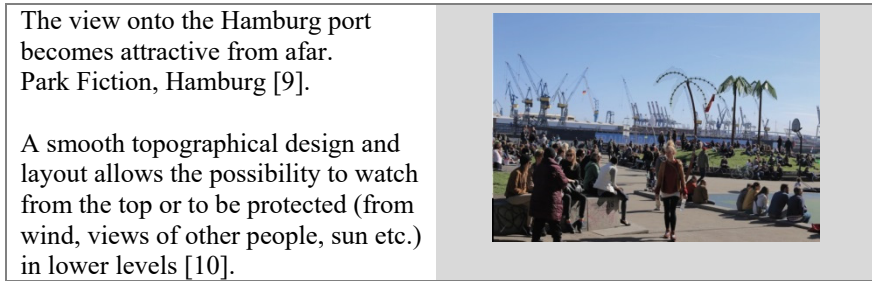 The view onto the Hamburg port
becomes attractive from afar.
Park Fiction, Hamburg [9].
A smooth topographical design and
layout allows the possibility to watch
from the top or to be protected (from
wind, views of other people, sun etc.)
in lower levels [10].